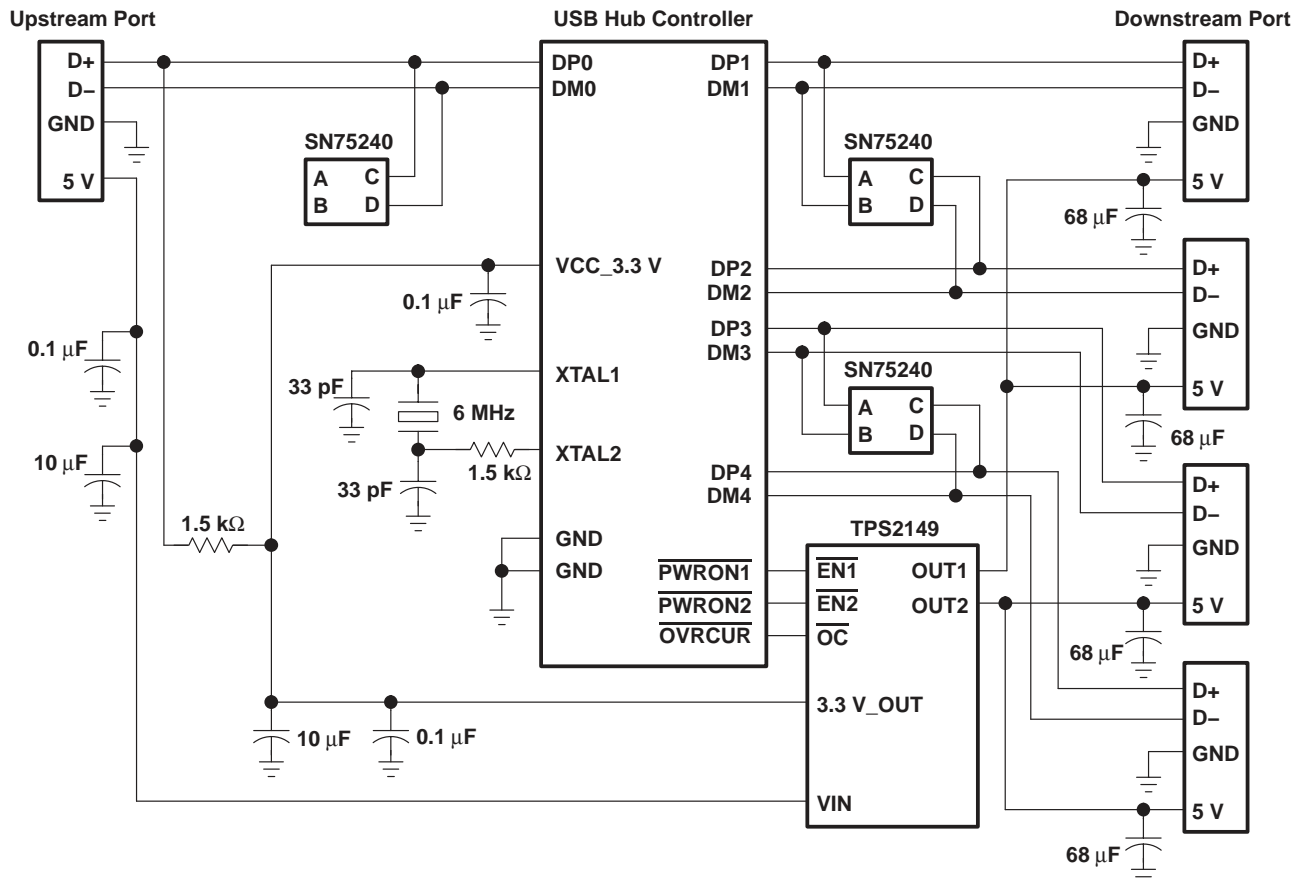 Upstream Port
USB Hub Controller
Downstream Port
D+
D–
GND
5 V
SN75240
A C
B D
0.1 µF
10 µF
1.5 kΩ
DP0
DM0
VCC_3.3 V
0.1 µF
XTAL1
33 pF
6 MHz
XTAL2
1.5 kΩ
33 pF
GND
GND
DP1
DM1
DP2
DM2
DP3
DM3
DP4
DM4
PWRON1
PWRON2
OVRCUR
SN75240
A C
B D
SN75240
A C
B D
TPS2149
EN1 OUT1
EN2 OUT2
OC
3.3 V_OUT
VIN
10 µF
0.1 µF
D+
D–
GND
5 V
68 µF
D+
D–
GND
5 V
68 µF
D+
D–
GND
5 V
68 µF
D+
D–
GND
5 V
68 µF